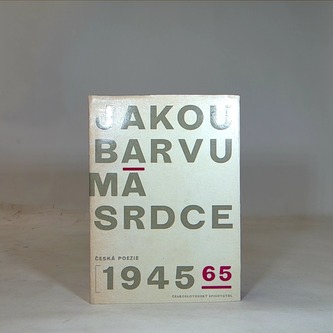 JAKOU
BARVU
MÁ
SRDCE
ČESKÁ POEZIE
[1945 65
ČESKOSLOVENSKÝ SPISOVATEL